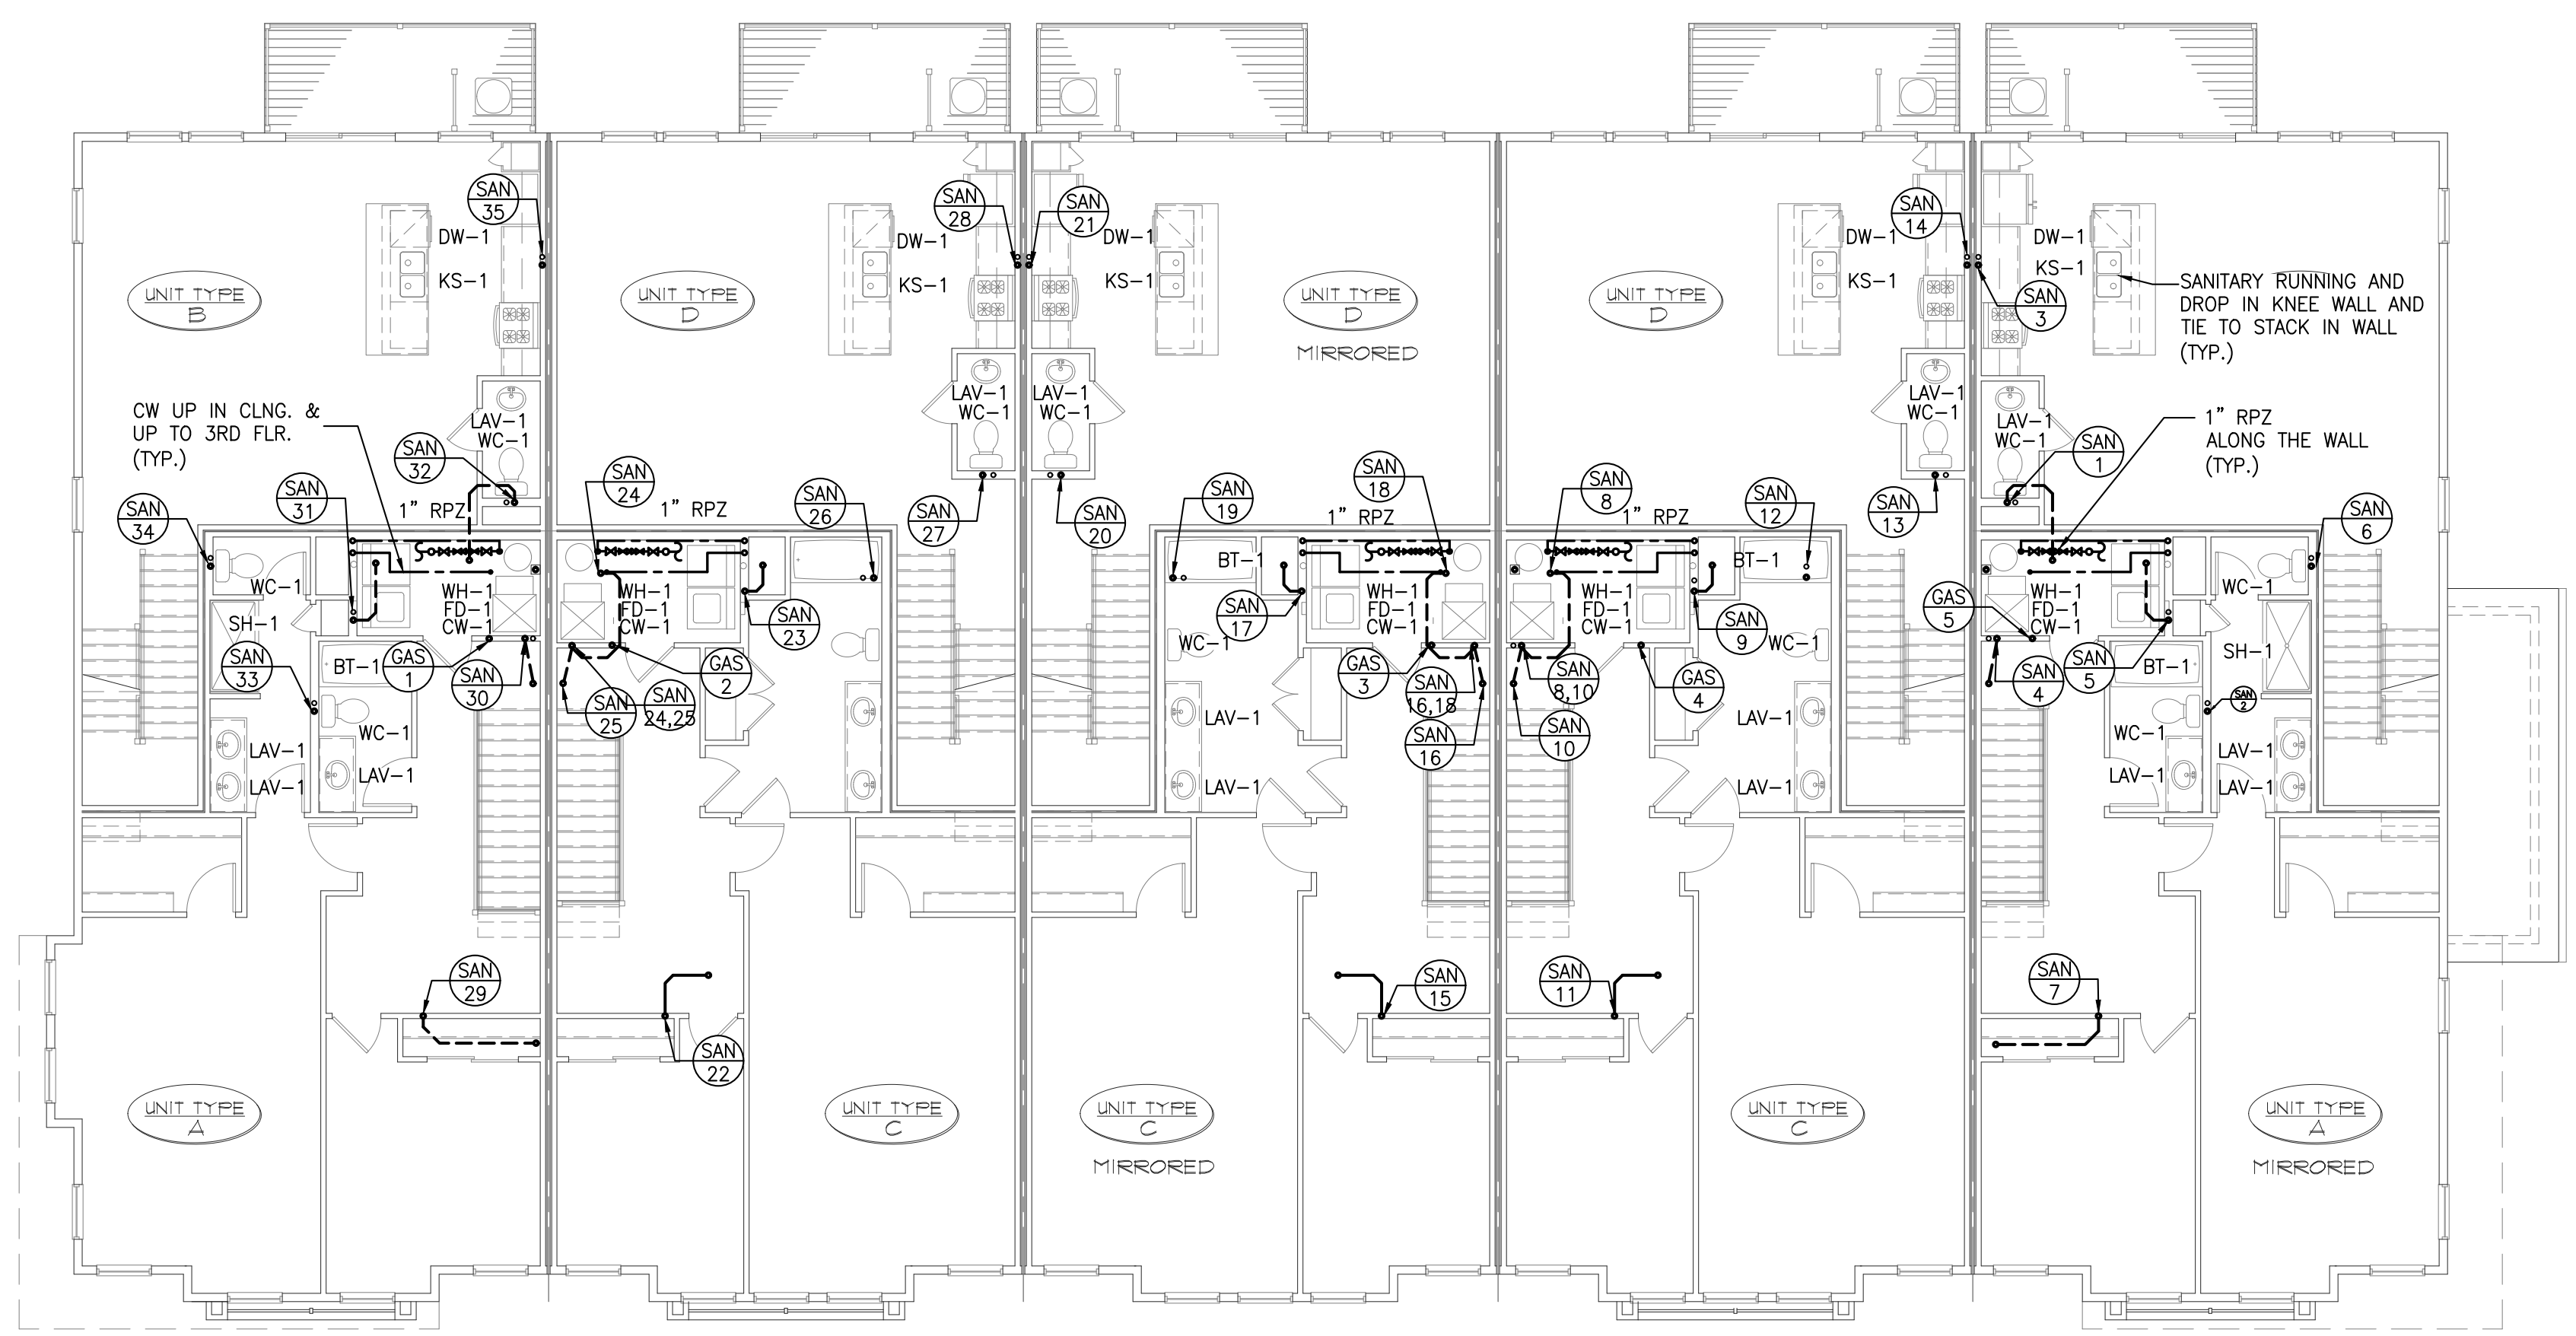 SAN
35
DW-1
KS-1
UNIT TYPE
B
CW UP IN CLNG. &
UP TO 3RD FLR.
(TYP.)
LAV-1
WC-1
SAN
32
SAN
31
1" RPZ
SAN
34
WC-1
SH-1
WH-1
FD-1
CW-1
SAN
33
BT-1
GAS
1
SAN
30
WC-1
LAV-1
LAV-1
LAV-1
SAN
29
UNIT TYPE
A
SAN
28
DW-1
KS-1
UNIT TYPE
D
LAV-1
WC-1
SAN
24
1" RPZ
SAN
26
SAN
27
WH-1
FD-1
CW-1
SAN
23
GAS
2
SAN
25
SAN
24,25
SAN
22
UNIT TYPE
C
SAN
21
DW-1
KS-1
UNIT TYPE
D
MIRRORED
LAV-1
WC-1
SAN
20
SAN
19
SAN
18
1" RPZ
BT-1
SAN
17
WH-1
FD-1
CW-1
WC-1
GAS
3
SAN
16,18
SAN
16
LAV-1
LAV-1
SAN
15
UNIT TYPE
C
MIRRORED
SAN
14
DW-1
KS-1
UNIT TYPE
D
LAV-1
WC-1
SAN
8
1" RPZ
SAN
12
SAN
13
BT-1
WH-1
FD-1
CW-1
SAN
9
WC-1
SAN
8,10
GAS
4
SAN
10
LAV-1
LAV-1
SAN
11
UNIT TYPE
C
DW-1
KS-1
SAN
3
SANITARY RUNNING AND
DROP IN KNEE WALL AND
TIE TO STACK IN WALL
(TYP.)
LAV-1
WC-1
SAN
1
1" RPZ
ALONG THE WALL
(TYP.)
SAN
6
GAS
5
WH-1
FD-1
CW-1
WC-1
SH-1
SAN
4
SAN
5
BT-1
SAN
2
WC-1
LAV-1
LAV-1
LAV-1
SAN
7
UNIT TYPE
A
MIRRORED